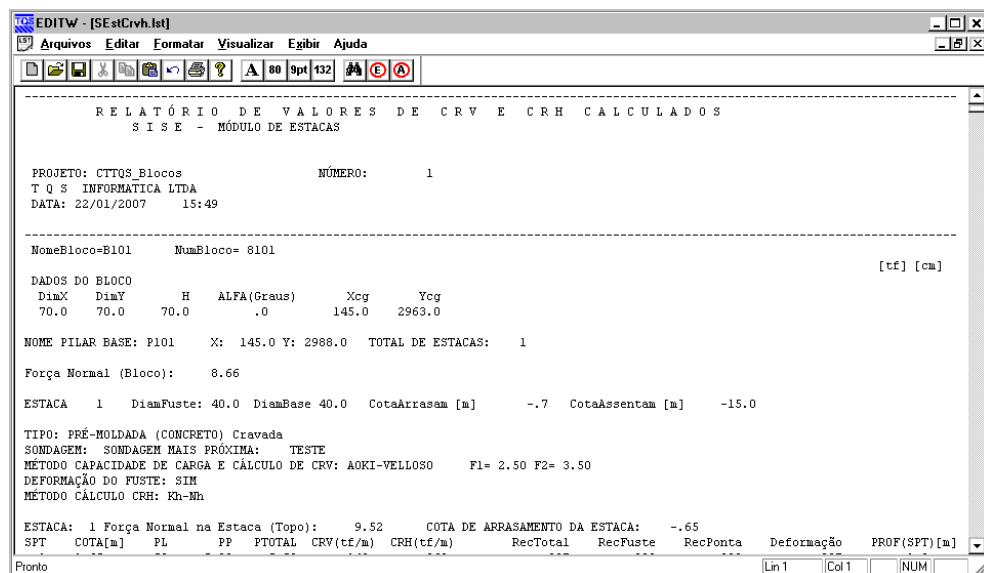 EDITW - [SEstCrvh.lst]
Arquivos Editar Formatar Visualizar Exibir Ajuda
A 80 9pt 132 E A
RELATÓRIO DE VALORES DE CRV E CRH CALCULADOS
SISE - MÓDULO DE ESTACAS
PROJETO: CTTQS_Blocos NÚMERO: 1
T Q S INFORMATICA LTDA
DATA: 22/01/2007 15:49
NomeBloco=B101 NumBloco= 8101
[tf] [cm]
DADOS DO BLOCO
DimX DimY H ALFA(Graus) Xcg Ycg
70.0 70.0 70.0 .0 145.0 2963.0
NOME PILAR BASE: P101 X: 145.0 Y: 2988.0 TOTAL DE ESTACAS: 1
Força Normal (Bloco): 8.66
ESTACA 1 DiamFuste: 40.0 DiamBase 40.0 CotaArrasam [m] -.7 CotaAssentam [m] -15.0
TIPO: PRÉ-MOLDADA (CONCRETO) Cravada
SONDAGEM: SONDAGEM MAIS PRÓXIMA: TESTE
MÉTODO CAPACIDADE DE CARGA E CÁLCULO DE CRV: AOKI-VELLOSO F1= 2.50 F2= 3.50
DEFORMAÇÃO DO FUSTE: SIM
MÉTODO CÁLCULO CRH: Kh-Nh
ESTACA: 1 Força Normal na Estaca (Topo): 9.52 COTA DE ARRASAMENTO DA ESTACA: -.65
SPT COTA[m] PL PP PTOTAL CRV(tf/m) CRH(tf/m) RecTotal RecFuste RecPonta Deformação PROF(SPT)[m]
Pronto Lin 1 Col 1 NUM